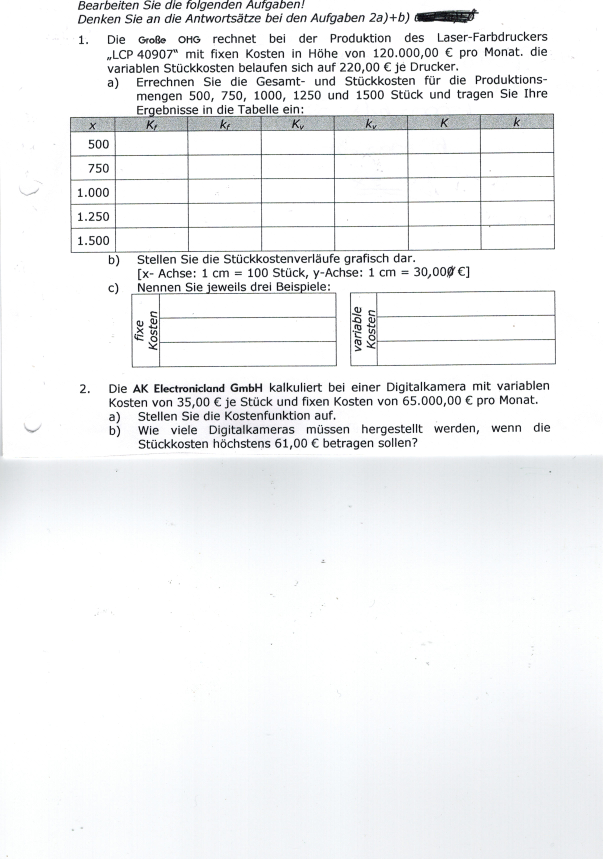 Bearbeiten Sie die folgenden Aufgaben!
Denken Sie an die Antwortsätze bei den Aufgaben 2a)+b)
1. Die Große OHG rechnet bei der Produktion des Laser-Farbdruckers
„LCP 40907“ mit fixen Kosten in Höhe von 120.000,00 € pro Monat. die
variablen Stückkosten belaufen sich auf 220,00 € je Drucker.
a) Errechnen Sie die Gesamt- und Stückkosten für die Produktions-
mengen 500, 750, 1000, 1250 und 1500 Stück und tragen Sie Ihre
Ergebnisse in die Tabelle ein:
x Kf kf Kv kv K k
500
750
1.000
1.250
1.500
b) Stellen Sie die Stückkostenverläufe grafisch dar.
[x- Achse: 1 cm = 100 Stück, y-Achse: 1 cm = 30,00 €]
c) Nennen Sie jeweils drei Beispiele:
fixe
Kosten
variable
Kosten
2. Die AK Electronicland GmbH kalkuliert bei einer Digitalkamera mit variablen
Kosten von 35,00 € je Stück und fixen Kosten von 65.000,00 € pro Monat.
a) Stellen Sie die Kostenfunktion auf.
b) Wie viele Digitalkameras müssen hergestellt werden, wenn die
Stückkosten höchstens 61,00 € betragen sollen?